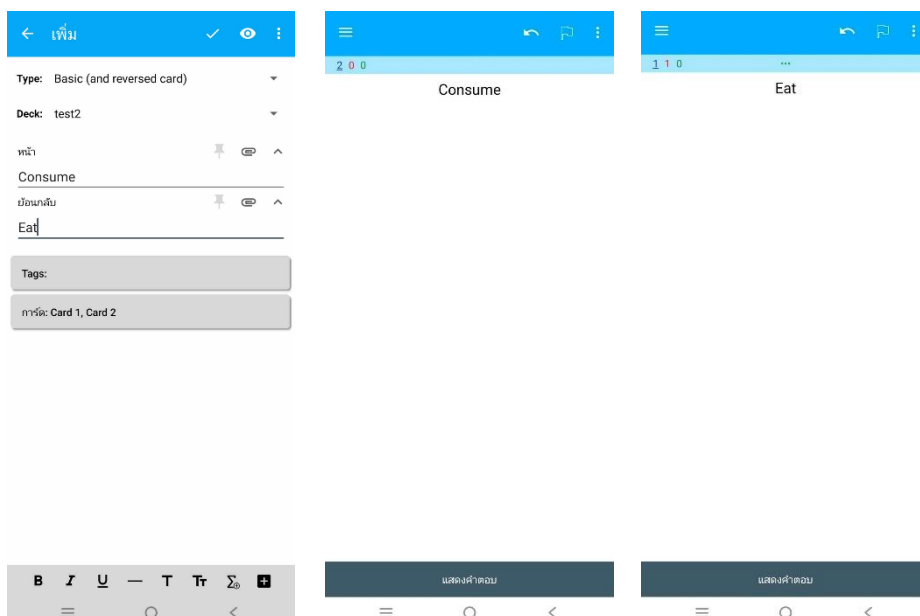 เพิ่ม
Type: Basic (and reversed card)
Deck: test2
หน้า
Consume
ย้อนกลับ
Eat
Tags:
การ์ด: Card 1, Card 2
B I U — T TT Σ
2 0 0
Consume
แสดงคำตอบ
1 1 0
Eat
แสดงคำตอบ